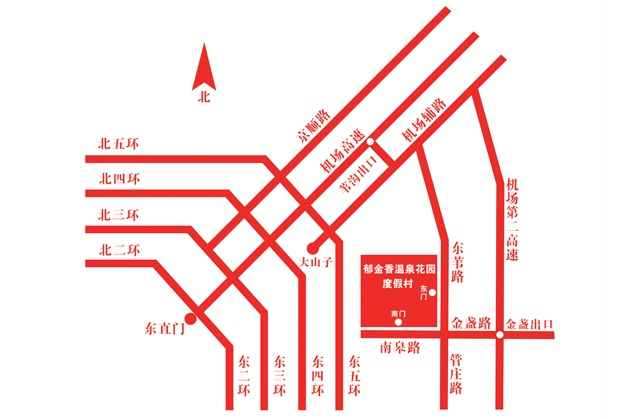 北
京顺路
机场高速
机场辅路
苇沟出口
北五环
北四环
北三环
北二环
机场第二高速
大山子
东苇路
郁金香温泉花园
度假村
东门
南门
东直门
金盏路
金盏出口
南皋路
管庄路
东二环
东三环
东四环
东五环